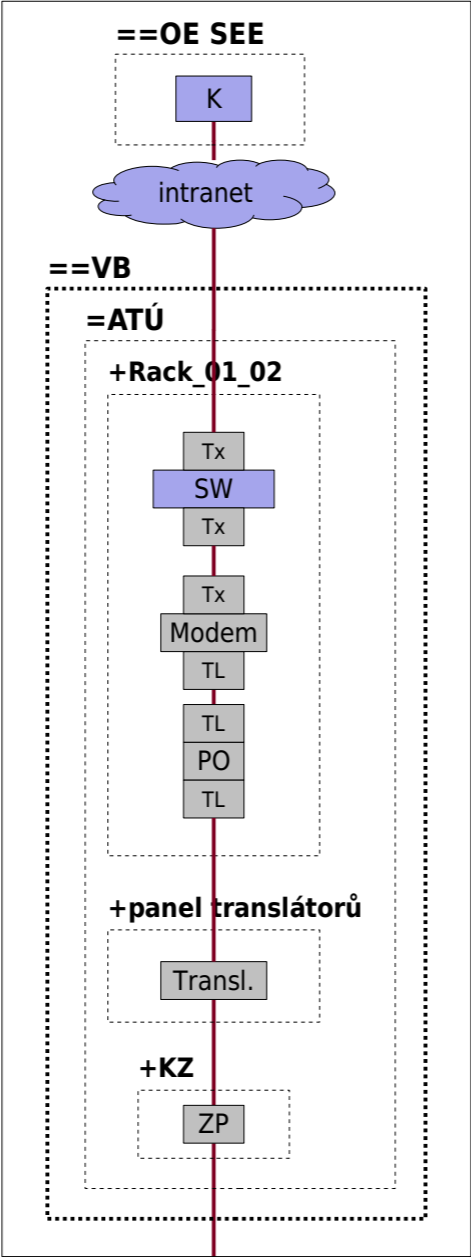 ==OE SEE
K
intranet
==VB
=ATÚ
+Rack_01_02
Tx
SW
Tx
Tx
Modem
TL
TL
PO
TL
+panel translátorů
Transl.
+KZ
ZP